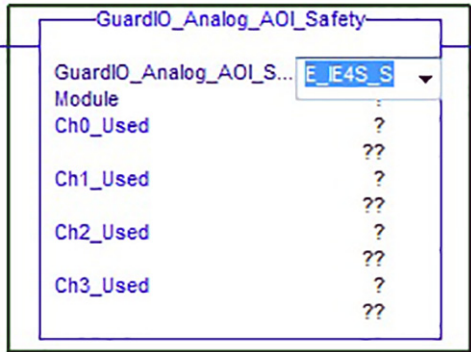 GuardIO_Analog_AOI_Safety
GuardIO_Analog_AOI_S... E_IE4S_S
Module ?
Ch0_Used ?
??
Ch1_Used ?
??
Ch2_Used ?
??
Ch3_Used ?
??